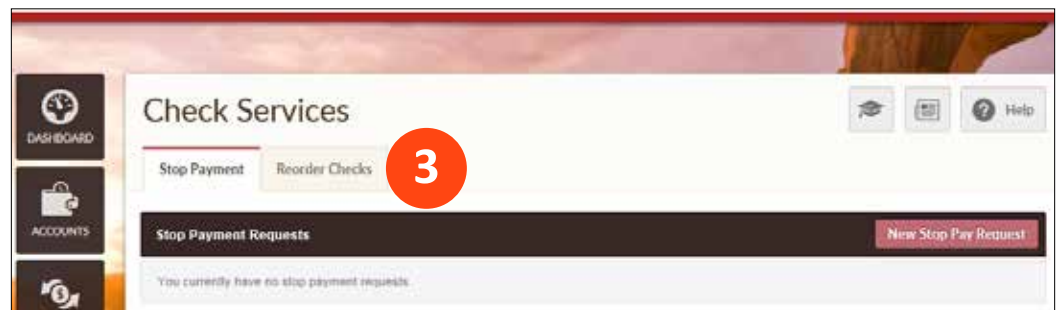 Check Services
Help
DASHBOARD
Stop Payment
Reorder Checks
3
ACCOUNTS
Stop Payment Requests
New Stop Pay Request
You currently have no stop payment requests